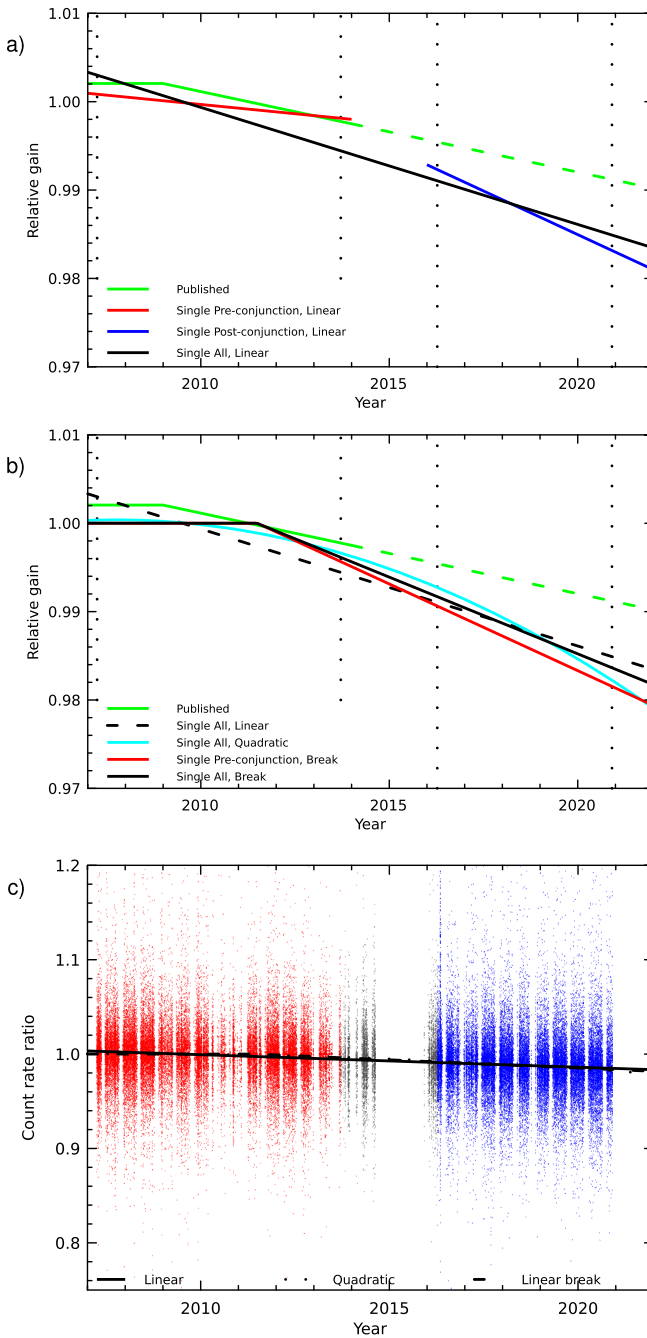 a)
1.01
1.00
0.99
0.98
0.97
Relative gain
Published
Single Pre-conjunction, Linear
Single Post-conjunction, Linear
Single All, Linear
2010
2015
2020
Year
b)
1.01
1.00
0.99
0.98
0.97
Relative gain
Published
Single All, Linear
Single All, Quadratic
Single Pre-conjunction, Break
Single All, Break
2010
2015
2020
Year
c)
1.2
1.1
1.0
0.9
0.8
Count rate ratio
Linear
Quadratic
Linear break
2010
2015
2020
Year